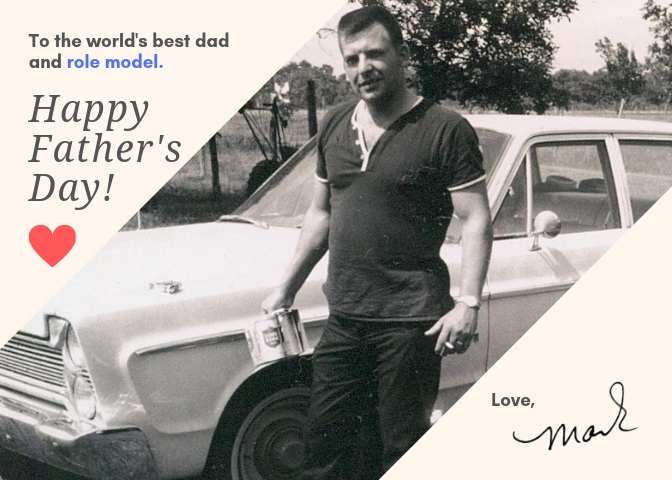 To the world's best dad
and role model.
Happy
Father's
Day!
Love,
Mark